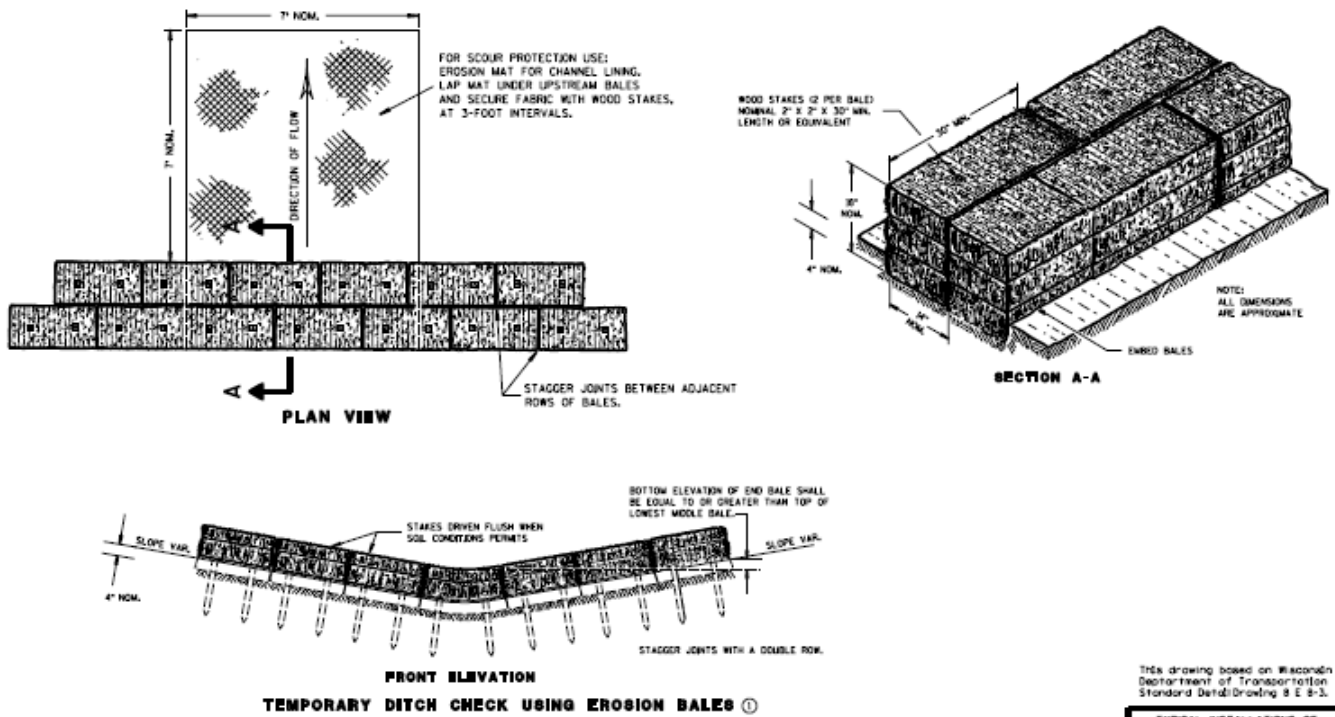 7' NOM.
7' NOM.
DIRECTION OF FLOW
FOR SCOUR PROTECTION USE:
EROSION MAT FOR CHANNEL LINING.
LAP MAT UNDER UPSTREAM BALES
AND SECURE FABRIC WITH WOOD STAKES,
AT 3-FOOT INTERVALS.
A
A
STAGGER JOINTS BETWEEN ADJACENT
ROWS OF BALES.
PLAN VIEW
WOOD STAKES (2 PER BALE)
NOMINAL 2" X 2" X 30" MIN.
LENGTH OR EQUIVALENT
30" MIN.
NOM.
4" NOM.
NOM.
NOTE:
ALL DIMENSIONS
ARE APPROXIMATE
EMBED BALES
SECTION A-A
BOTTOM ELEVATION OF END BALE SHALL
BE EQUAL TO OR GREATER THAN TOP OF
LOWEST MIDDLE BALE.
STAKES DRIVEN FLUSH WHEN
SOIL CONDITIONS PERMITS
SLOPE VAR.
SLOPE VAR.
4" NOM.
STAGGER JOINTS WITH A DOUBLE ROW.
FRONT ELEVATION
TEMPORARY DITCH CHECK USING EROSION BALES ①
This drawing based on Wisconsin
Department of Transportation
Standard Detail Drawing 8 E 8-3.